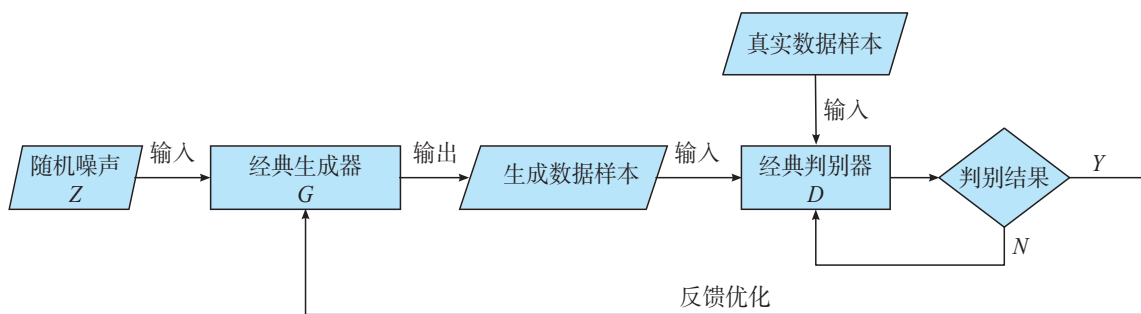 真实数据样本
输入
随机噪声
Z
输入
经典生成器
G
输出
生成数据样本
输入
经典判别器
D
判别结果
Y
N
反馈优化